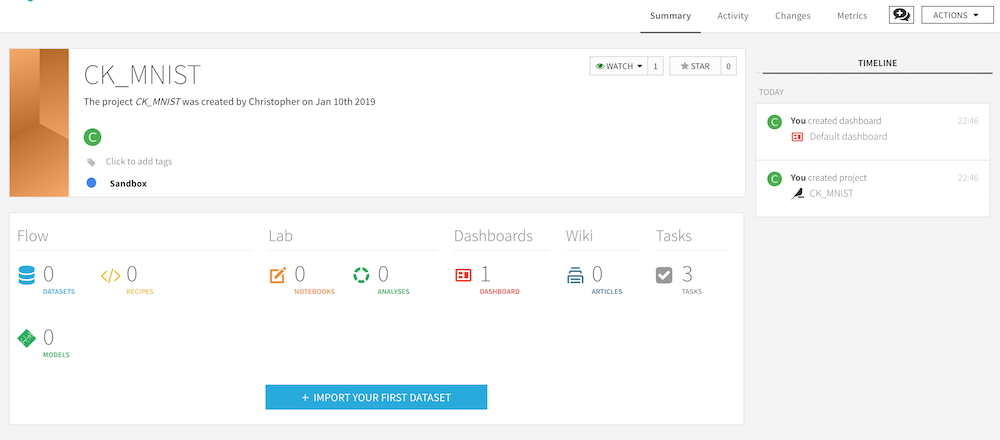 Summary Activity Changes Metrics ACTIONS
CK_MNIST
WATCH 1 STAR 0
The project CK_MNIST was created by Christopher on Jan 10th 2019
C
Click to add tags
Sandbox
TIMELINE
TODAY
C You created dashboard 22:46
Default dashboard
C You created project 22:46
CK_MNIST
Flow Lab Dashboards Wiki Tasks
0 DATASETS
0 RECIPES
0 NOTEBOOKS
0 ANALYSES
1 DASHBOARD
0 ARTICLES
3 TASKS
0 MODELS
+ IMPORT YOUR FIRST DATASET